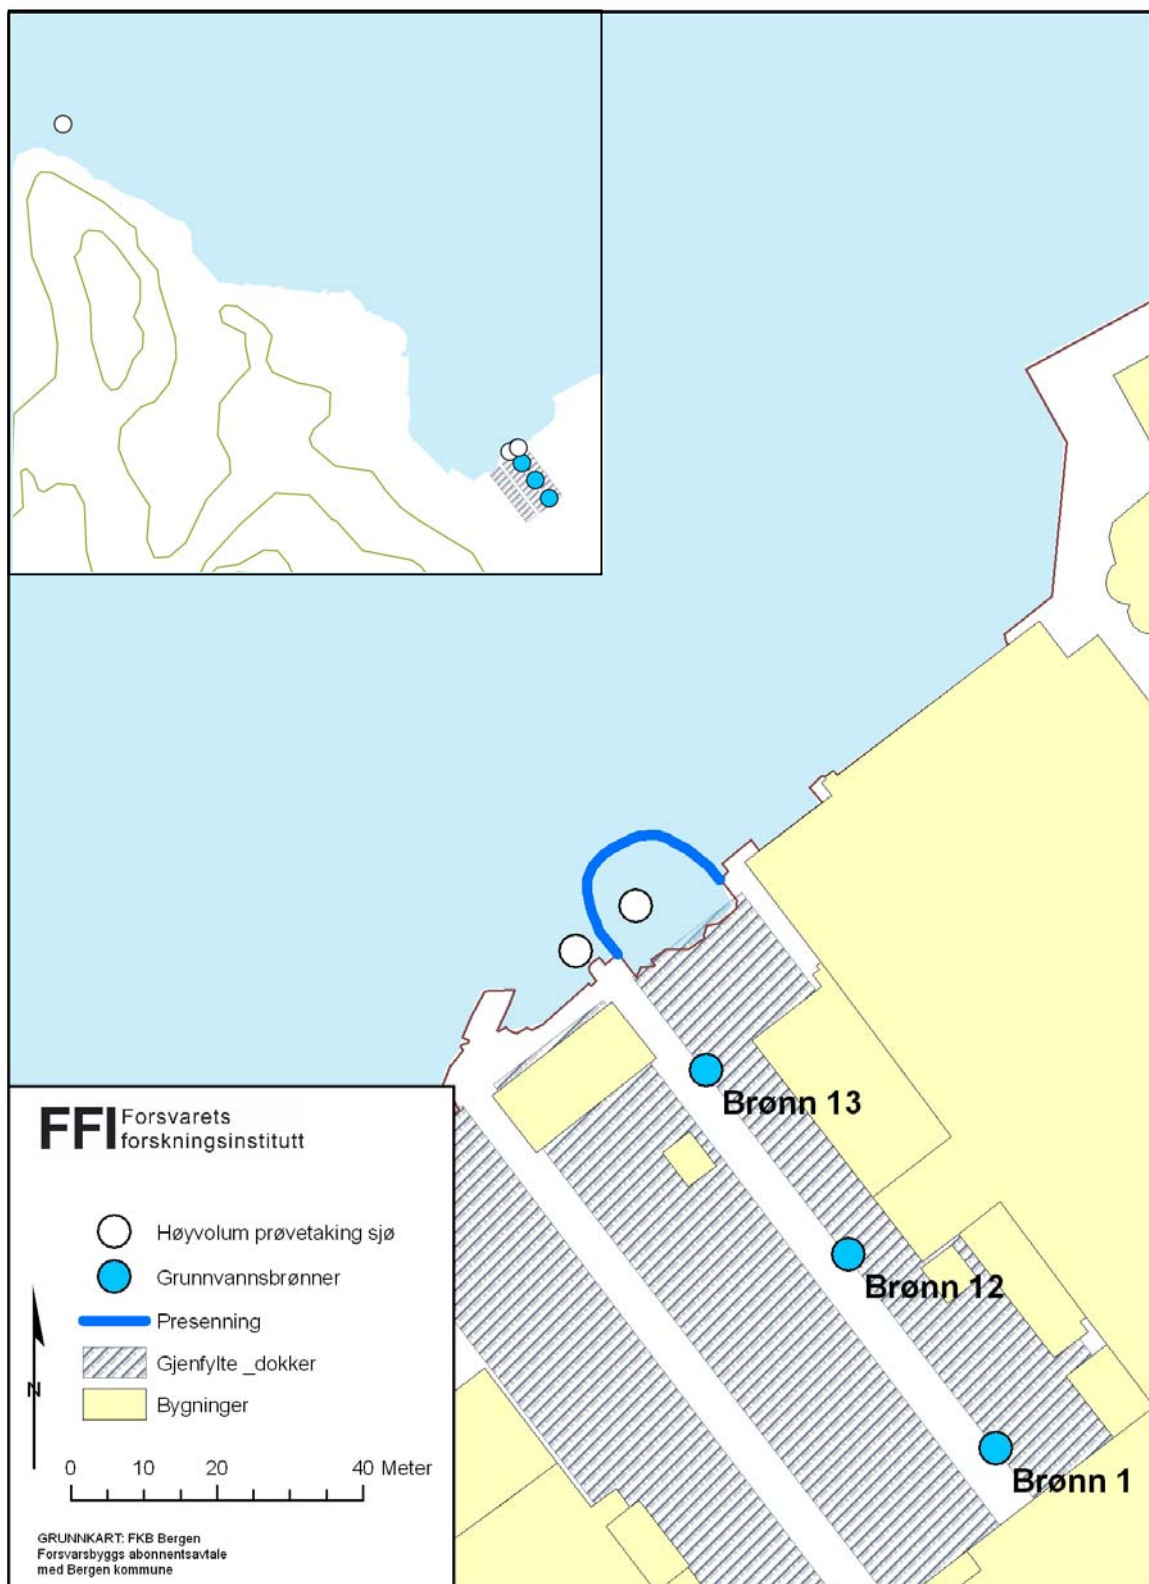 Brønn 13
Brønn 12
Brønn 1
FFI Forsvarets
forskningsinstitutt
Høyvolum prøvetaking sjø
Grunnvannsbrønner
Presenning
Gjenfylte _dokker
Bygninger
N
0 10 20 40 Meter
GRUNNKART: FKB Bergen
Forsvarsbyggs abonnentsavtale
med Bergen kommune